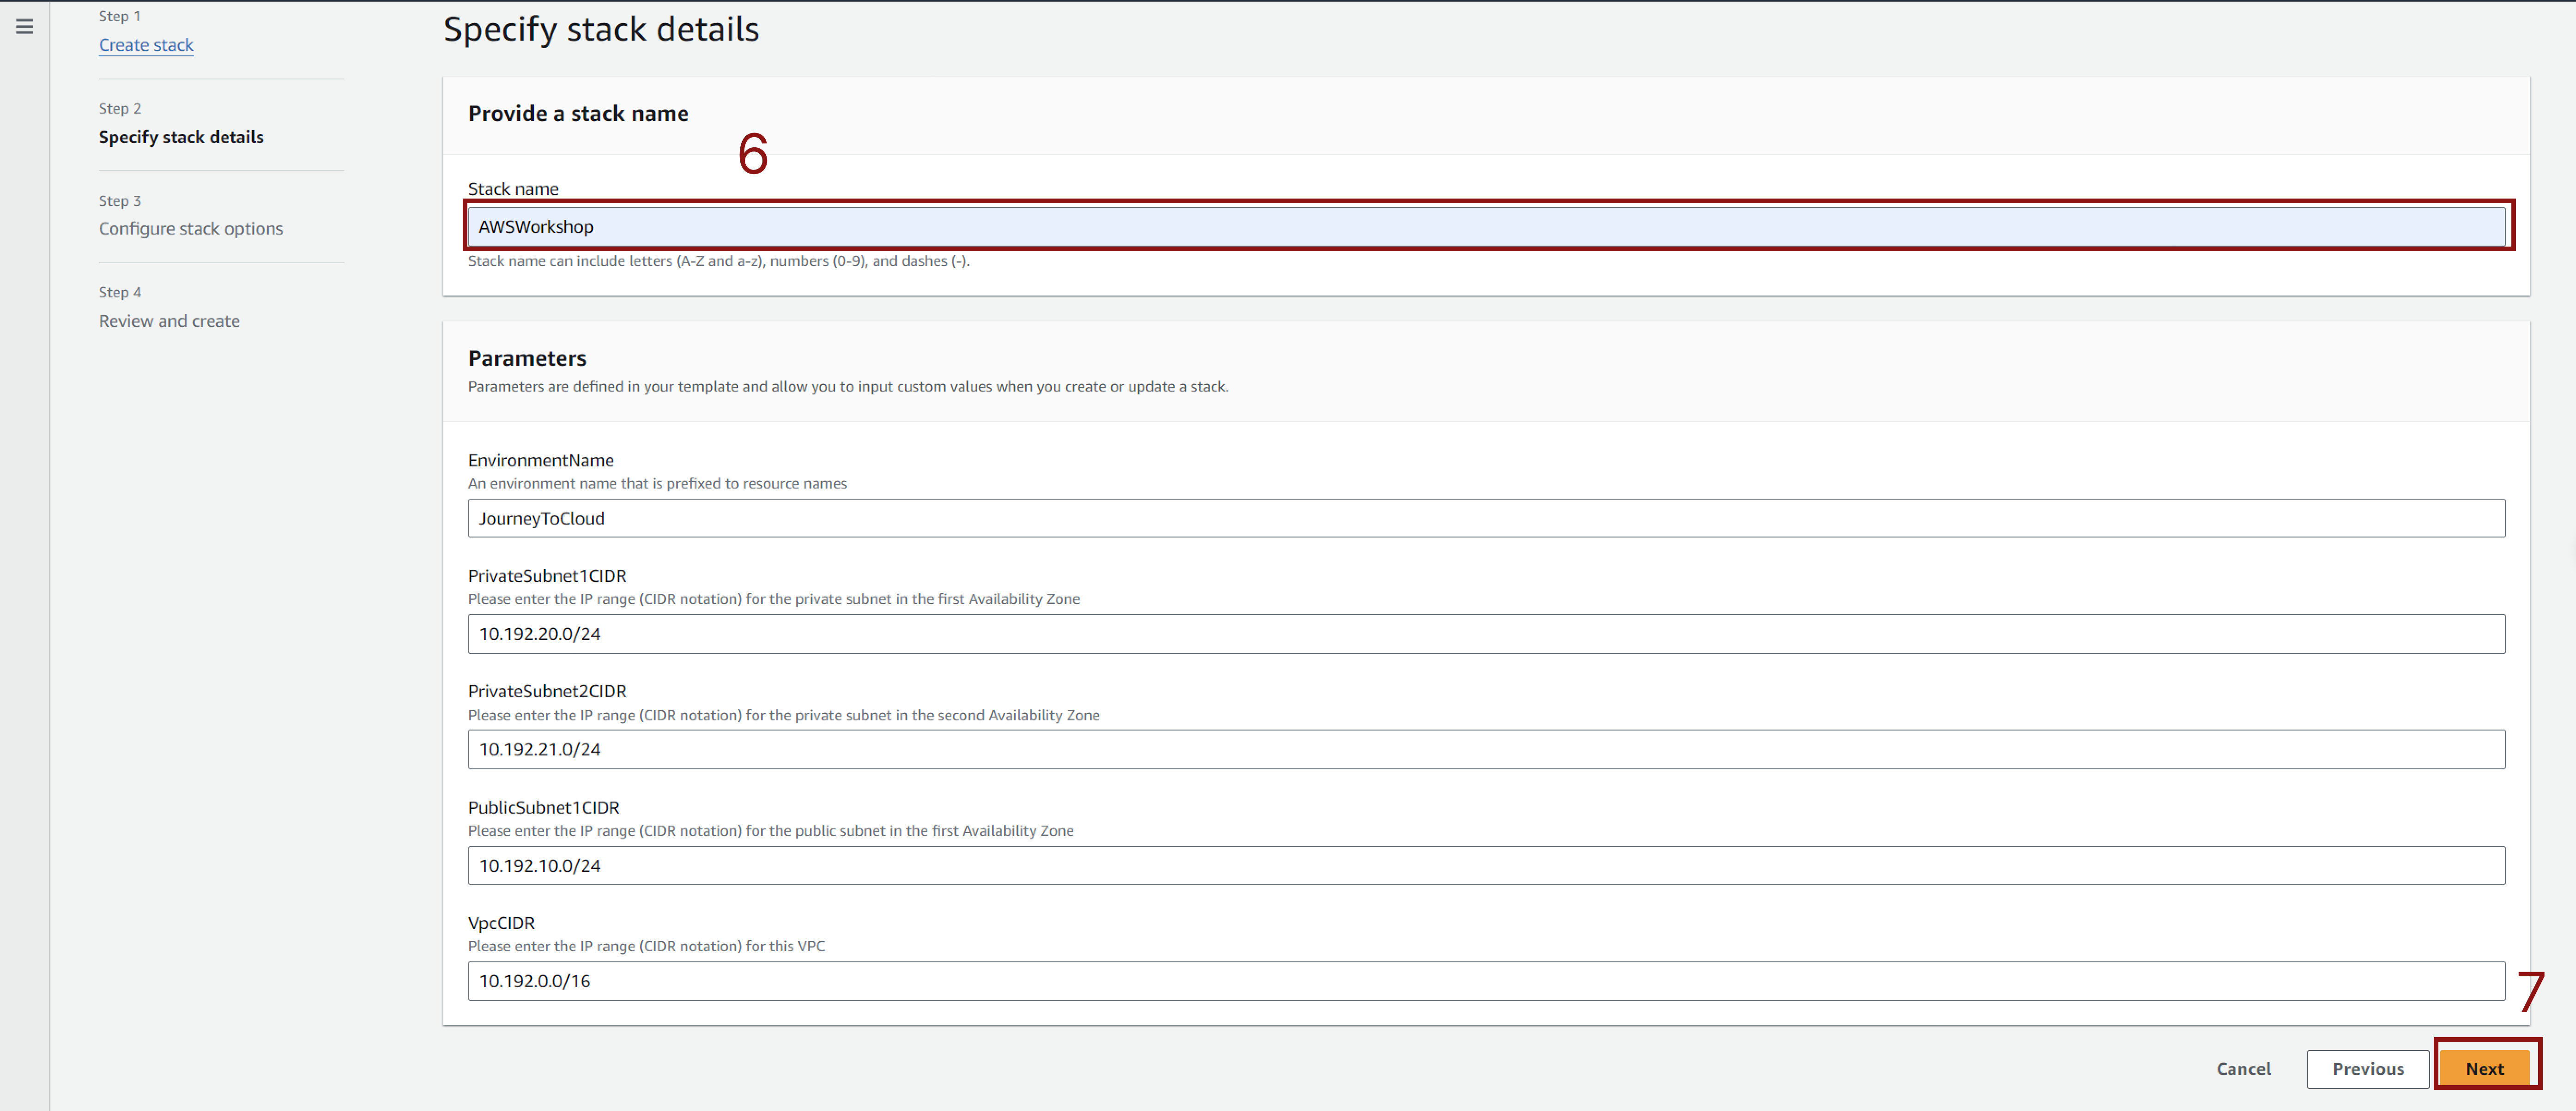 Step 1
Create stack
Step 2
Specify stack details
Step 3
Configure stack options
Step 4
Review and create
Specify stack details
Provide a stack name
6
Stack name
AWSWorkshop
Stack name can include letters (A-Z and a-z), numbers (0-9), and dashes (-).
Parameters
Parameters are defined in your template and allow you to input custom values when you create or update a stack.
EnvironmentName
An environment name that is prefixed to resource names
JourneyToCloud
PrivateSubnet1CIDR
Please enter the IP range (CIDR notation) for the private subnet in the first Availability Zone
10.192.20.0/24
PrivateSubnet2CIDR
Please enter the IP range (CIDR notation) for the private subnet in the second Availability Zone
10.192.21.0/24
PublicSubnet1CIDR
Please enter the IP range (CIDR notation) for the public subnet in the first Availability Zone
10.192.10.0/24
VpcCIDR
Please enter the IP range (CIDR notation) for this VPC
10.192.0.0/16
7
Cancel
Previous
Next